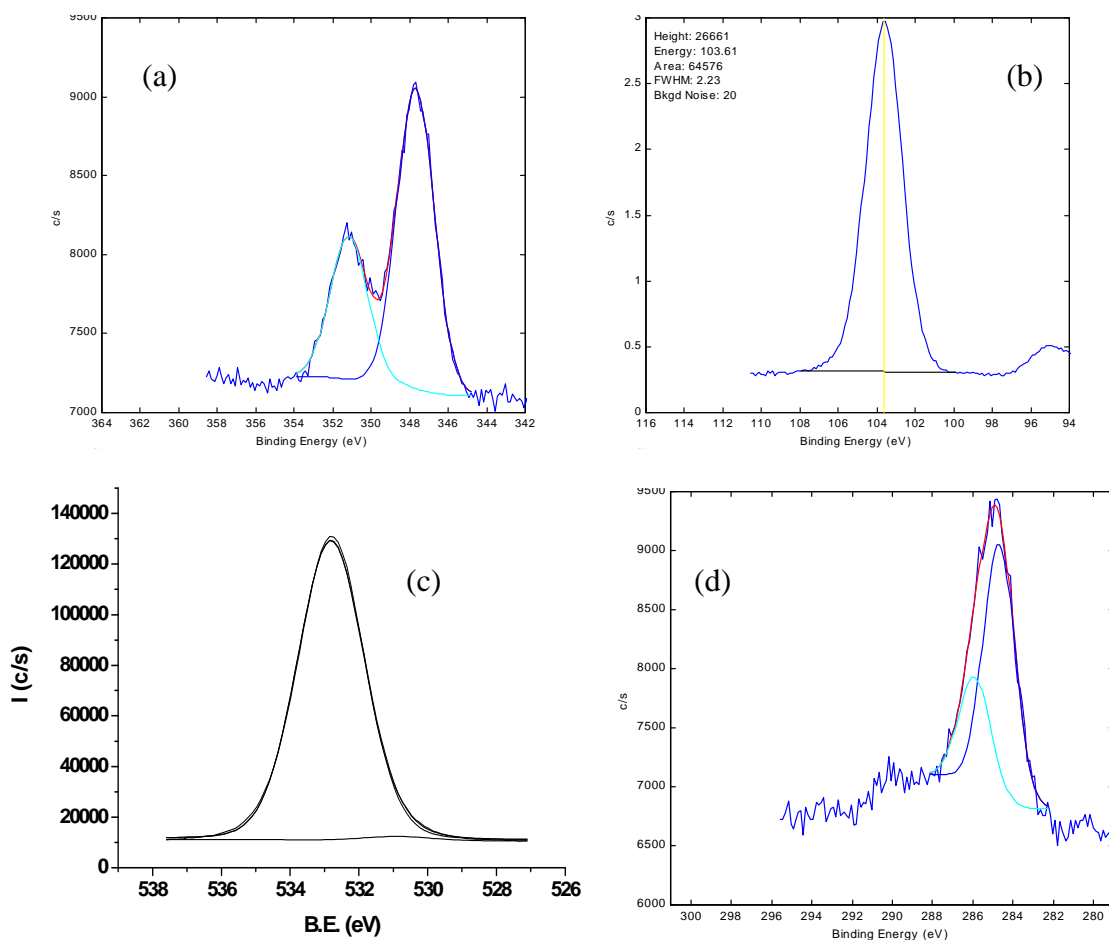 9500
9000
8500
8000
7500
7000
c/s
(a)
364 362 360 358 356 354 352 350 348 346 344 342
Binding Energy (eV)
3
2.5
2
1.5
1
0.5
0
c/s
Height: 26661
Energy: 103.61
Area: 64576
FWHM: 2.23
Bkgd Noise: 20
(b)
116 114 112 110 108 106 104 102 100 98 96 94
Binding Energy (eV)
140000
120000
100000
80000
60000
40000
20000
0
I (c/s)
(c)
538 536 534 532 530 528 526
B.E. (eV)
9500
9000
8500
8000
7500
7000
6500
6000
c/s
(d)
300 298 296 294 292 290 288 286 284 282 280
Binding Energy (eV)